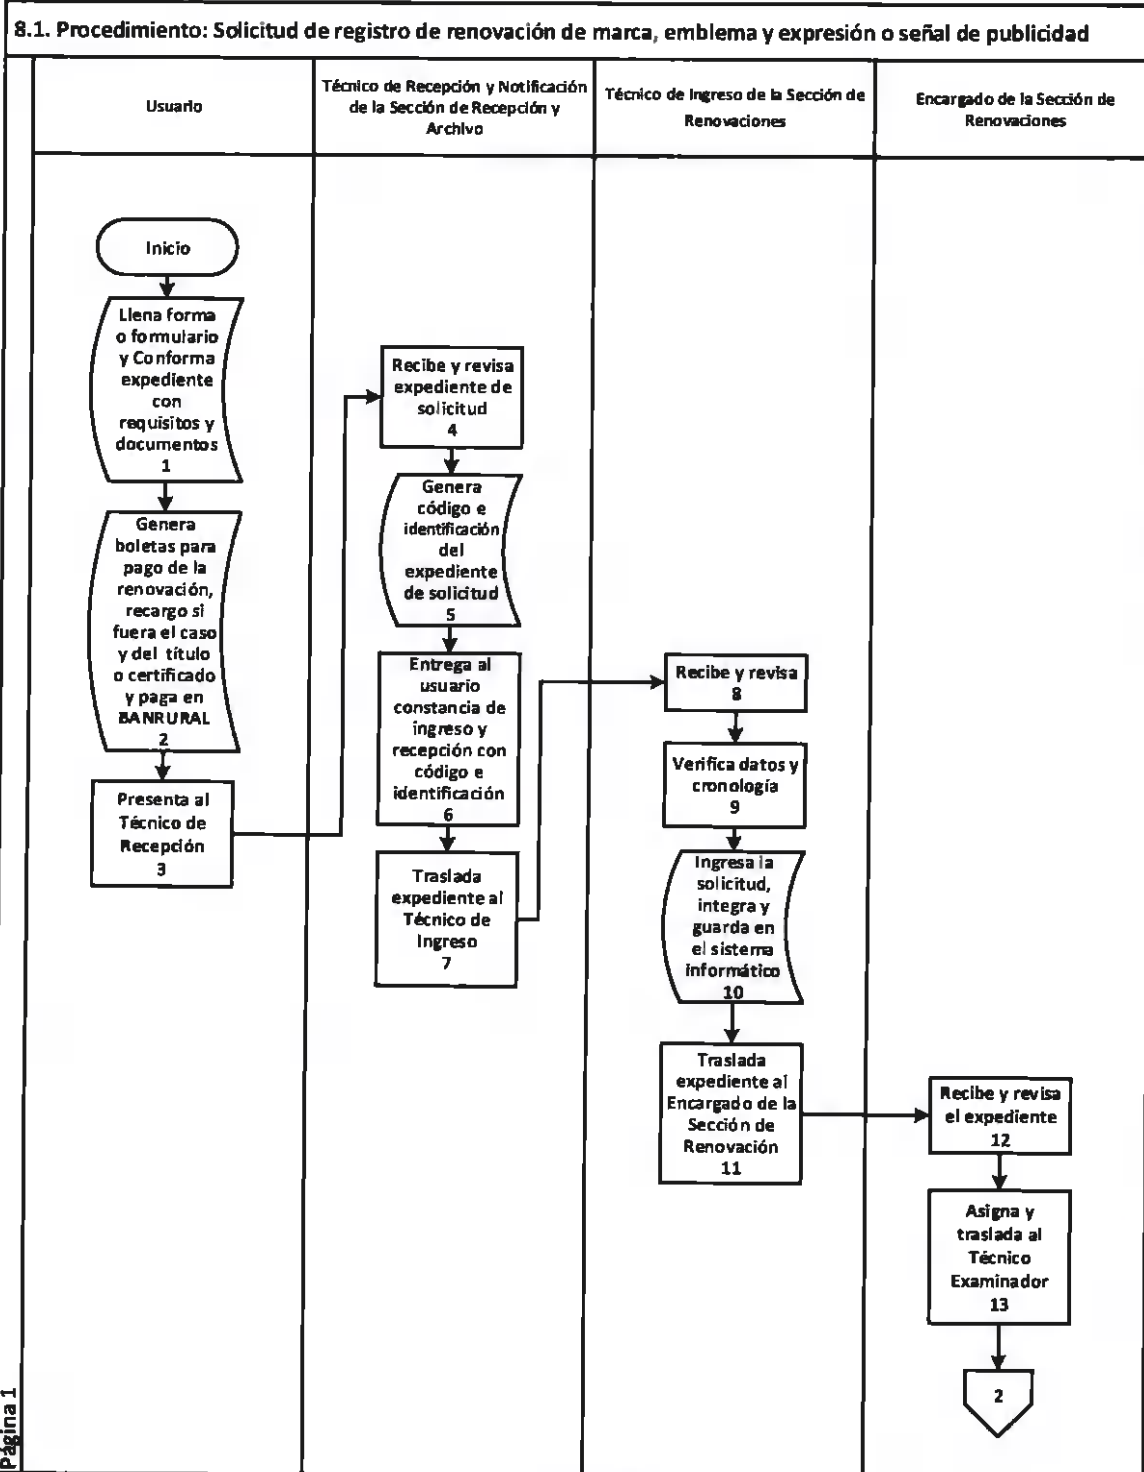 8.1. Procedimiento: Solicitud de registro de renovación de marca, emblema y expresión o señal de publicidad
Usuario
Técnico de Recepción y Notificación
de la Sección de Recepción y
Archivo
Técnico de Ingreso de la Sección de
Renovaciones
Encargado de la Sección de
Renovaciones
Inicio
Llena forma
o formulario
y Conforma
expediente
con
requisitos y
documentos
1
Genera
boletas para
pago de la
renovación,
recargo si
fuera el caso
y del título
o certificado
y paga en
BANRURAL
2
Presenta al
Técnico de
Recepción
3
Recibe y revisa
expediente de
solicitud
4
Genera
código e
identificación
del
expediente
de solicitud
5
Entrega al
usuario
constancia de
ingreso y
recepción con
código e
identificación
6
Traslada
expediente al
Técnico de
Ingreso
7
Recibe y revisa
8
Verifica datos y
cronología
9
Ingresa la
solicitud,
integra y
guarda en
el sistema
informático
10
Traslada
expediente al
Encargado de la
Sección de
Renovación
11
Recibe y revisa
el expediente
12
Asigna y
traslada al
Técnico
Examinador
13
2
Página 1